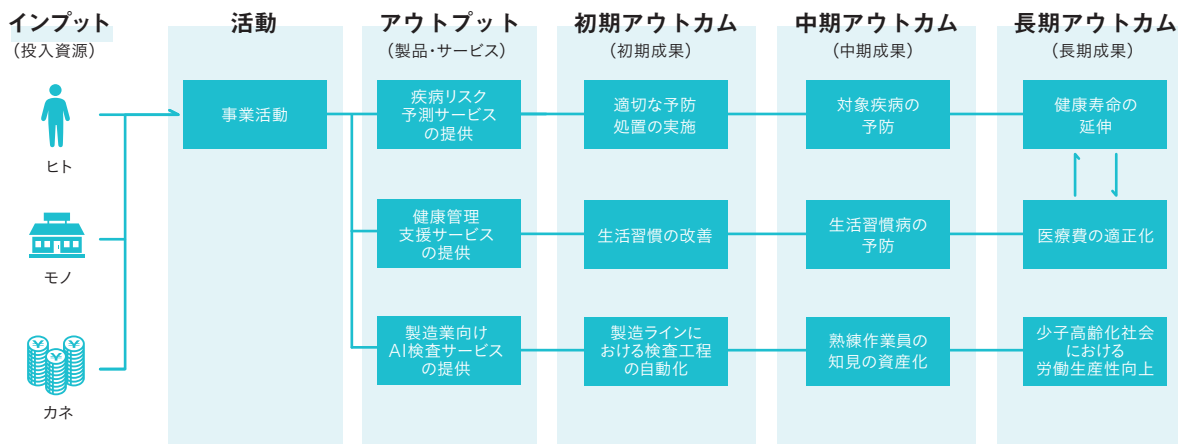 インプット
（投入資源）
活動
アウトプット
（製品・サービス）
初期アウトカム
（初期成果）
中期アウトカム
（中期成果）
長期アウトカム
（長期成果）
ヒト
モノ
¥ ¥
¥
カネ
事業活動
疾病リスク
予測サービス
の提供
適切な予防
処置の実施
対象疾病の
予防
健康寿命の
延伸
健康管理
支援サービス
の提供
生活習慣の改善
生活習慣病の
予防
医療費の適正化
製造業向け
AI検査サービス
の提供
製造ラインに
おける検査工程
の自動化
熟練作業員の
知見の資産化
少子高齢化社会
における
労働生産性向上